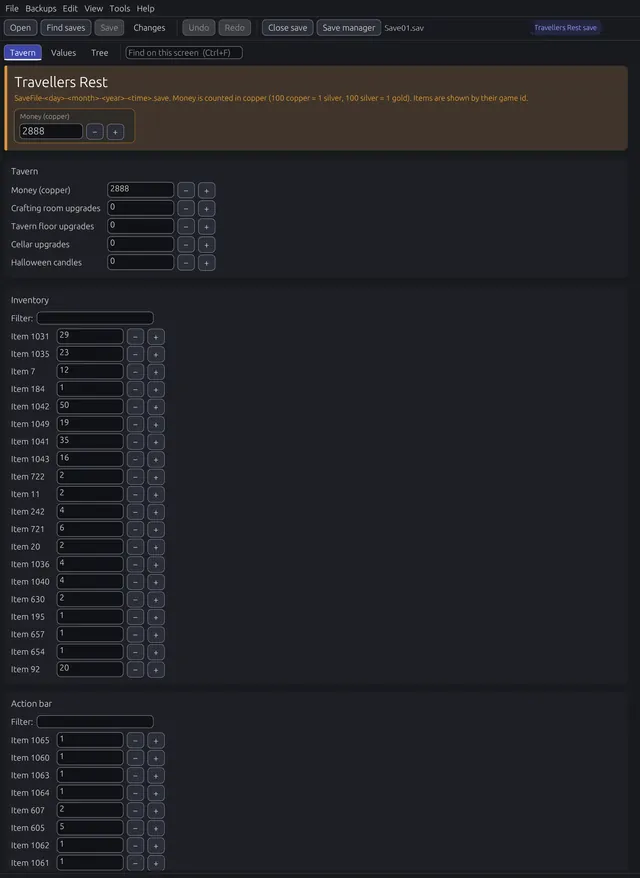 File Backups Edit View Tools Help
Open Find saves Save Changes Undo Redo Close save Save manager Save01.sav Travellers Rest save
Tavern Values Tree Find on this screen (Ctrl+F)
Travellers Rest
SaveFile-<day>-<month>-<year>-<time>.save. Money is counted in copper (100 copper = 1 silver, 100 silver = 1 gold). Items are shown by their game id.
Money (copper)
2888 − +
Tavern
Money (copper) 2888 − +
Crafting room upgrades 0 − +
Tavern floor upgrades 0 − +
Cellar upgrades 0 − +
Halloween candles 0 − +
Inventory
Filter:
Item 1031 29 − +
Item 1035 23 − +
Item 7 12 − +
Item 184 1 − +
Item 1042 50 − +
Item 1049 19 − +
Item 1041 35 − +
Item 1043 16 − +
Item 722 2 − +
Item 11 2 − +
Item 242 4 − +
Item 721 6 − +
Item 20 2 − +
Item 1036 4 − +
Item 1040 4 − +
Item 630 2 − +
Item 195 1 − +
Item 657 1 − +
Item 654 1 − +
Item 92 20 − +
Action bar
Filter:
Item 1065 1 − +
Item 1060 1 − +
Item 1063 1 − +
Item 1064 1 − +
Item 607 2 − +
Item 605 5 − +
Item 1062 1 − +
Item 1061 1 − +